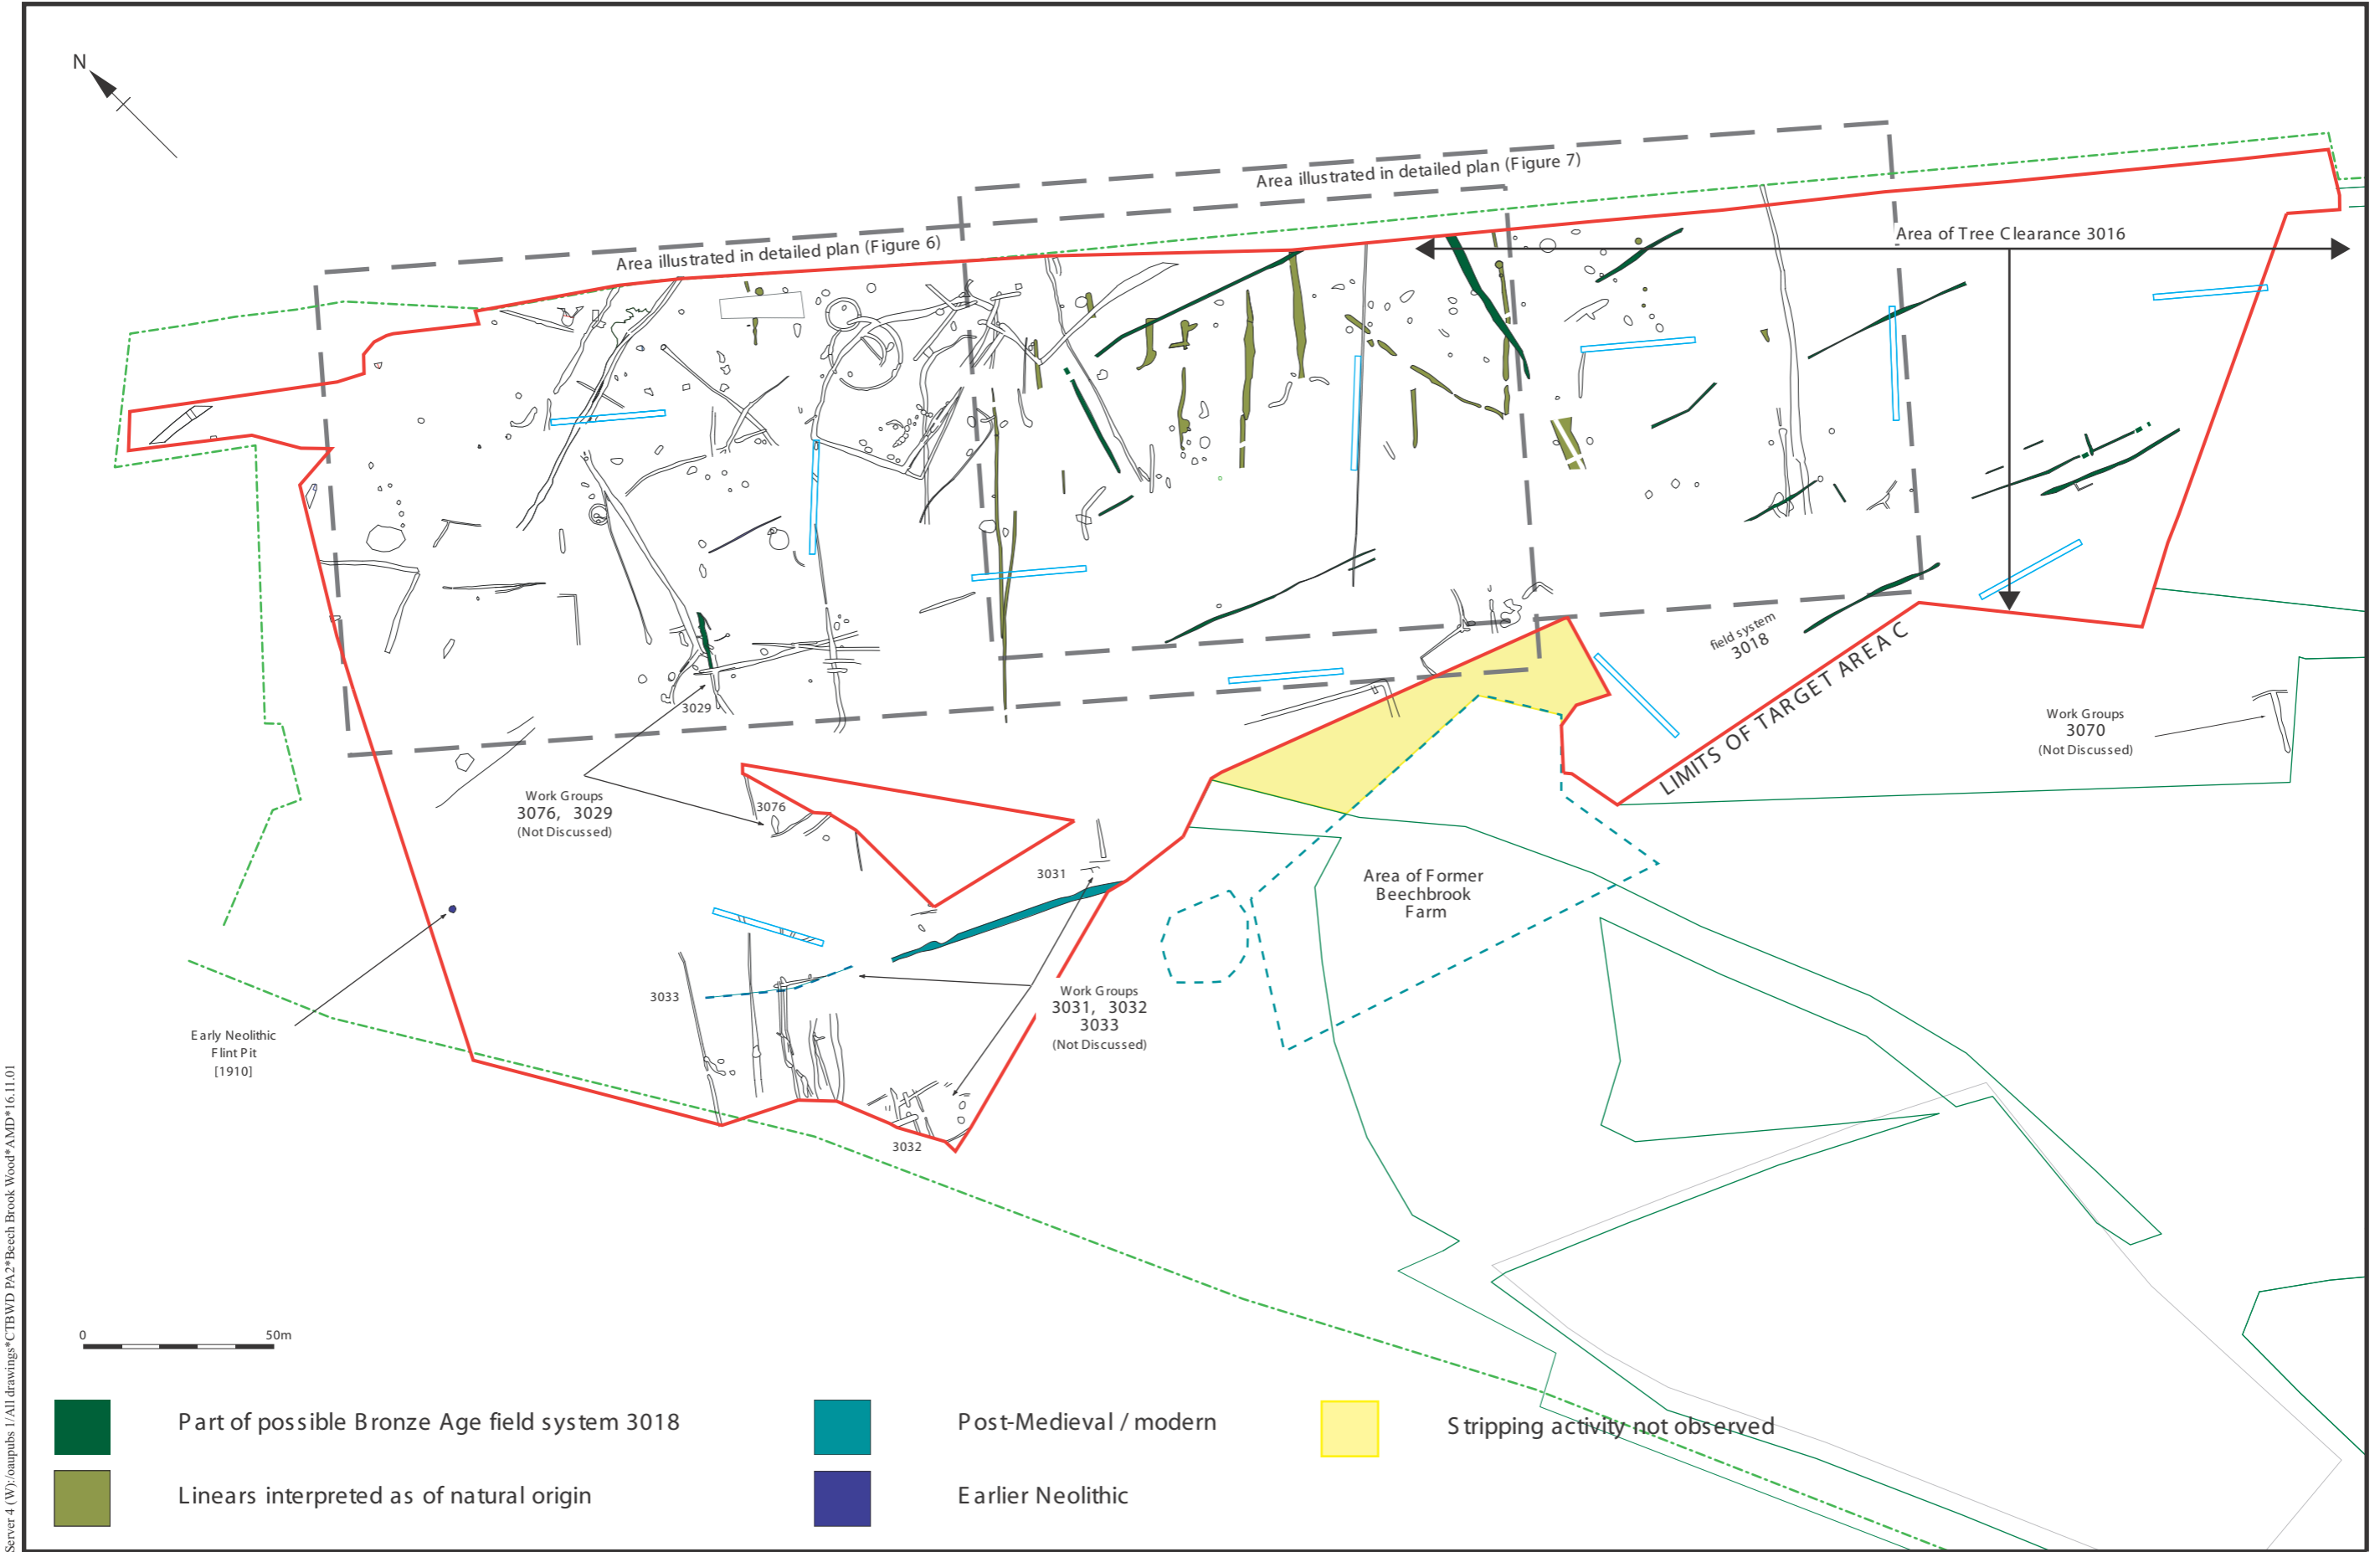 N
Area illustrated in detailed plan (Figure 7)
Area of Tree Clearance 3016
Area illustrated in detailed plan (Figure 6)
field system
3018
LIMITS OF TARGET AREA C
3029
Work Groups
3070
(Not Discussed)
Work Groups
3076, 3029
(Not Discussed)
3076
3031
Area of Former
Beechbrook
Farm
3033
Work Groups
3031, 3032
3033
(Not Discussed)
Early Neolithic
Flint Pit
[1910]
3032
0 50m
Part of possible Bronze Age field system 3018
Post-Medieval / modern
Stripping activity not observed
Linears interpreted as of natural origin
Earlier Neolithic
Server 4 (W):/oaupubs 1/All drawings*CTBWD PA2*Beech Brook Wood*AMD*16.11.01